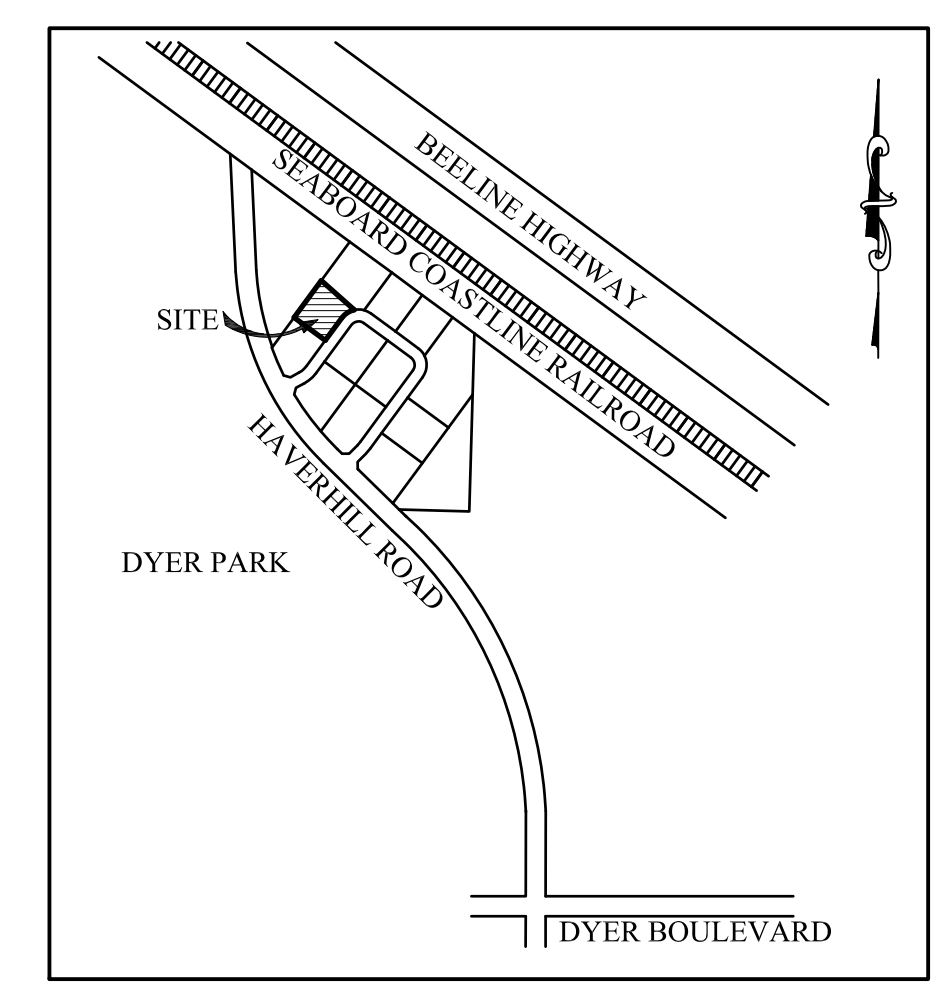 BEELINE HIGHWAY
SEABOARD COASTLINE RAILROAD
SITE
HAVERHILL ROAD
DYER PARK
DYER BOULEVARD